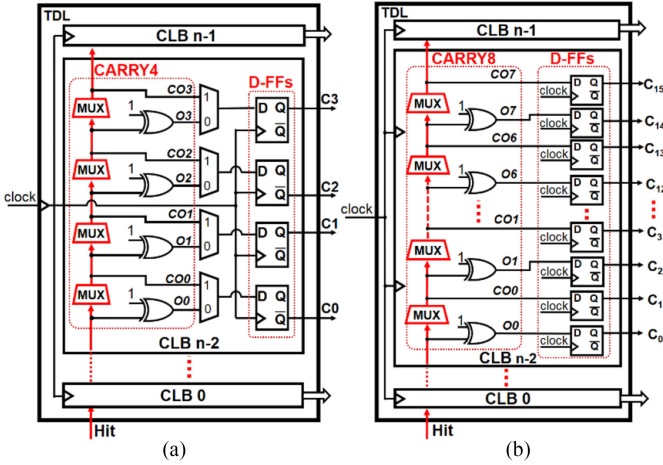 TDL
CLB n-1
CARRY4
D-FFs
CO3
1
0
MUX
1
O3
D Q
Q
C3
CO2
1
0
MUX
1
O2
D Q
Q
C2
clock
CO1
1
0
MUX
1
O1
D Q
Q
C1
CO0
1
0
MUX
1
O0
D Q
Q
C0
CLB n-2
CLB 0
Hit
(a)
TDL
CLB n-1
CARRY8
D-FFs
CO7
D Q
clock
Q
C15
MUX
1
O7
D Q
clock
Q
C14
CO6
D Q
clock
Q
C13
MUX
1
O6
D Q
clock
Q
C12
clock
CO1
D Q
clock
Q
C3
MUX
1
O1
D Q
clock
Q
C2
CO0
D Q
clock
Q
C1
MUX
1
O0
D Q
clock
Q
C0
CLB n-2
CLB 0
Hit
(b)